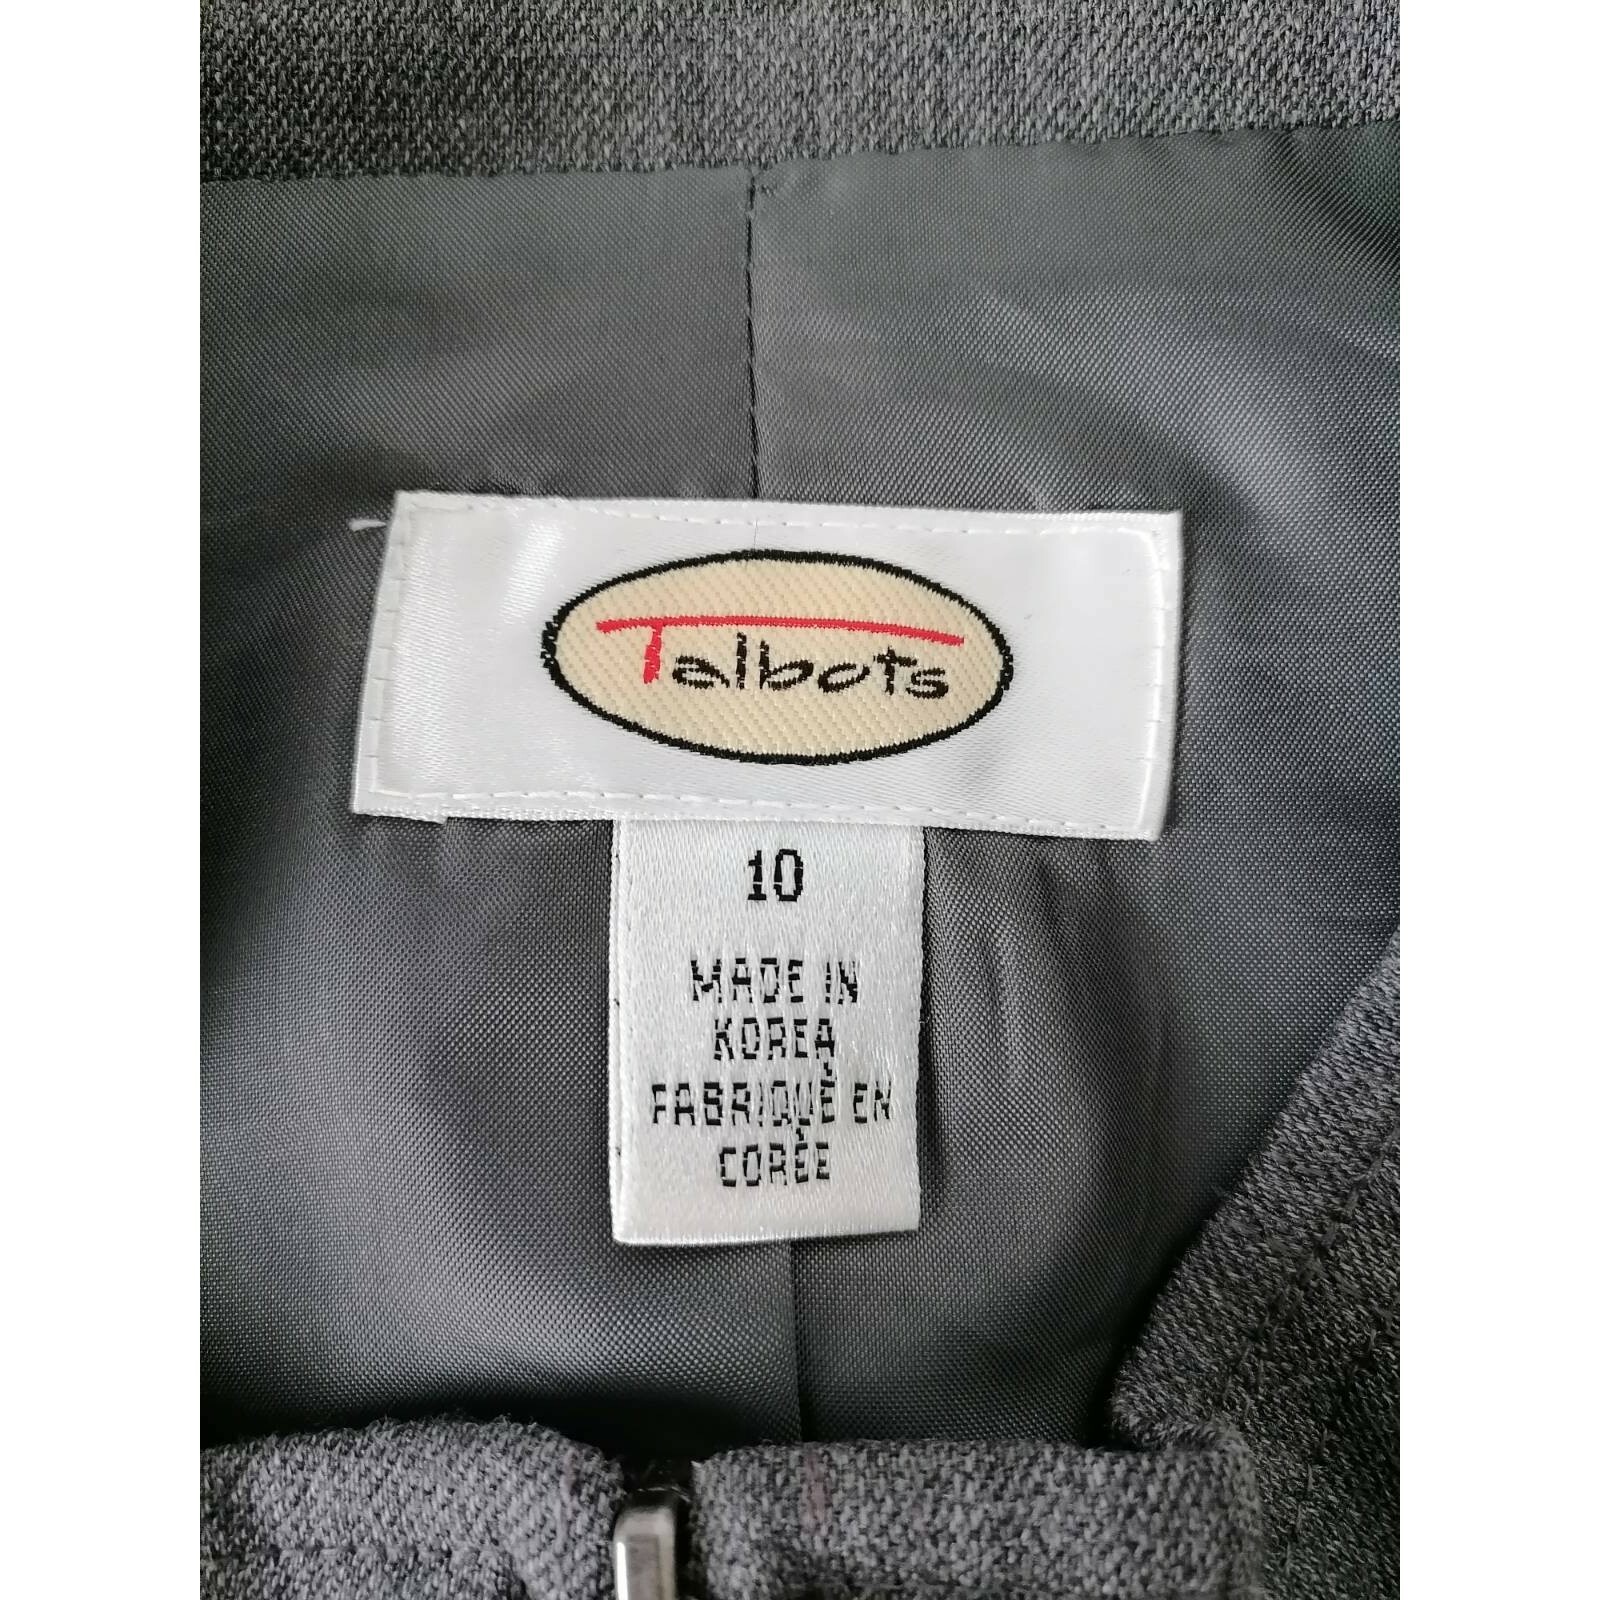 Talbots
10
MADE IN
KOREA
FABRIQUÉ EN
CORÉE